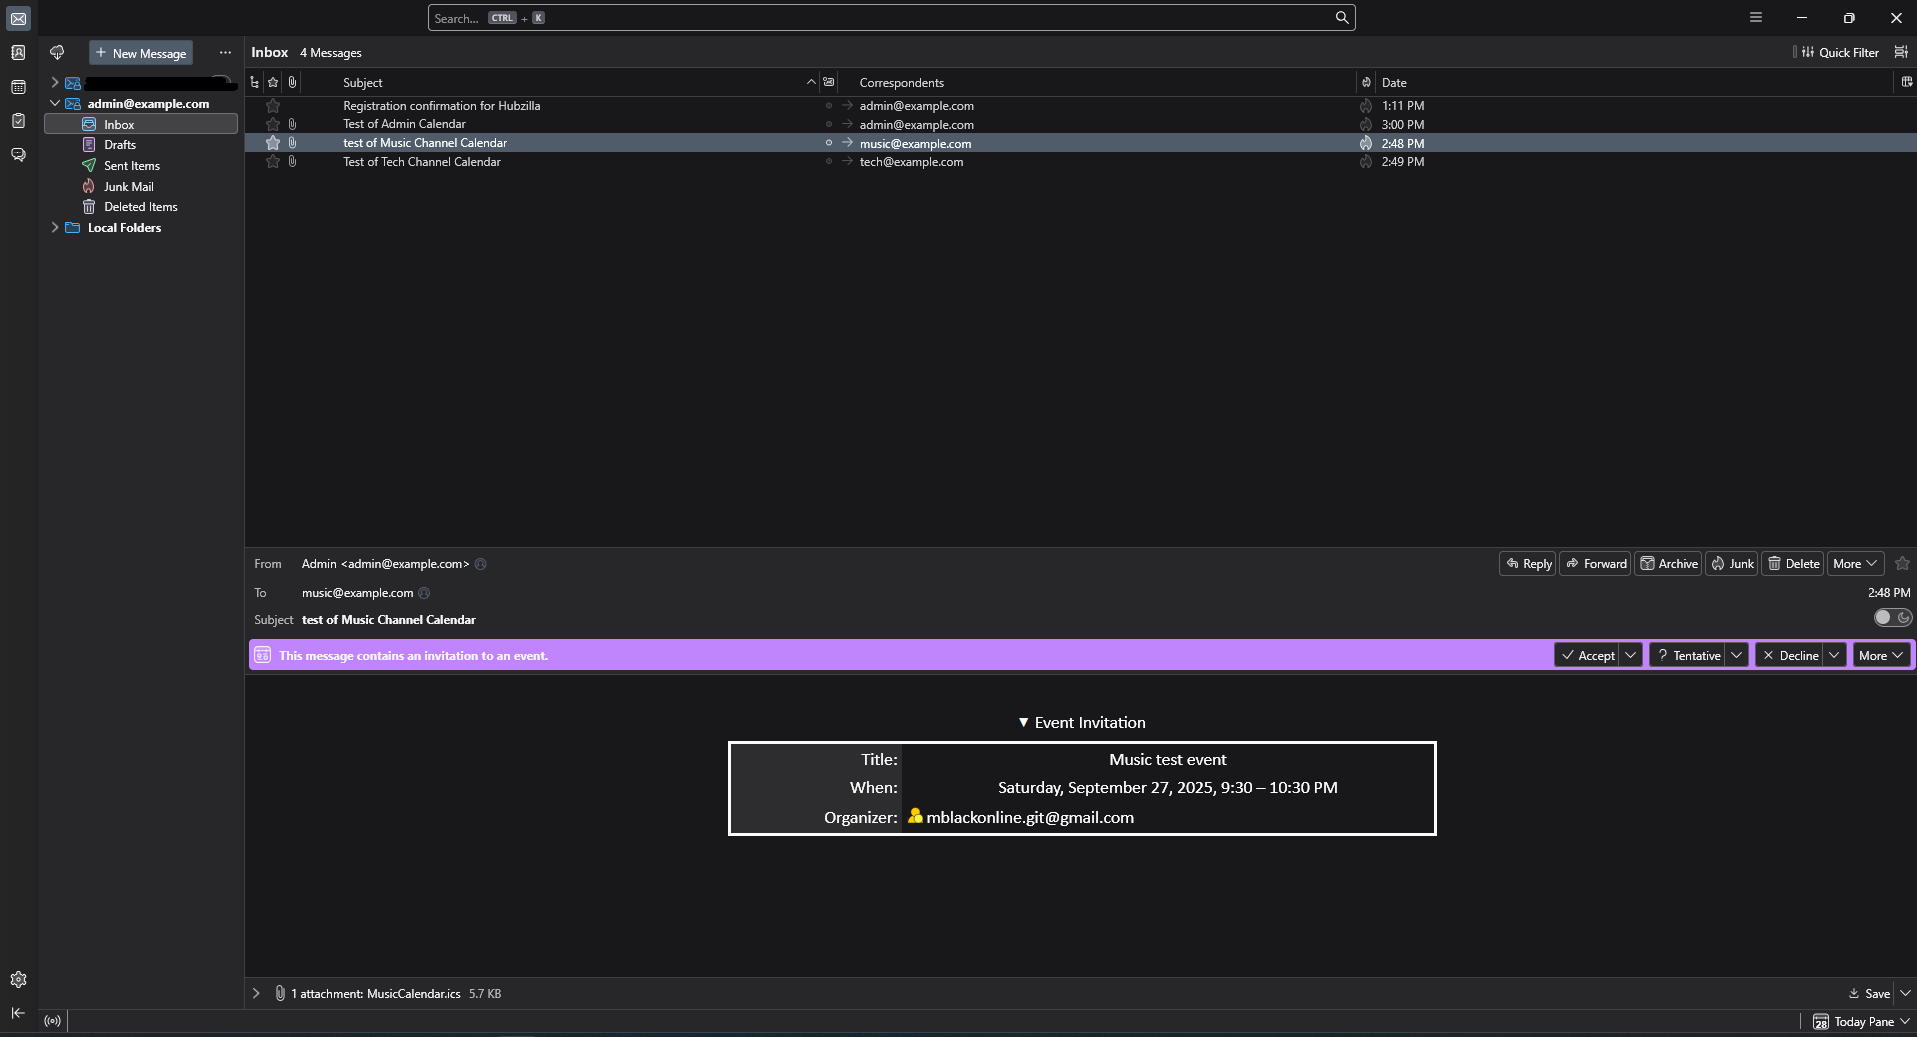 Search... CTRL + K
New Message
Inbox 4 Messages
Quick Filter
Subject Correspondents Date
admin@example.com
Inbox
Drafts
Sent Items
Junk Mail
Deleted Items
Local Folders
Registration confirmation for Hubzilla admin@example.com 1:11 PM
Test of Admin Calendar admin@example.com 3:00 PM
test of Music Channel Calendar music@example.com 2:48 PM
Test of Tech Channel Calendar tech@example.com 2:49 PM
From Admin <admin@example.com>
Reply Forward Archive Junk Delete More
To music@example.com 2:48 PM
Subject test of Music Channel Calendar
This message contains an invitation to an event. Accept ? Tentative Decline More
Event Invitation
Title: Music test event
When: Saturday, September 27, 2025, 9:30 – 10:30 PM
Organizer: mblackonline.git@gmail.com
1 attachment: MusicCalendar.ics 5.7 KB Save
28 Today Pane